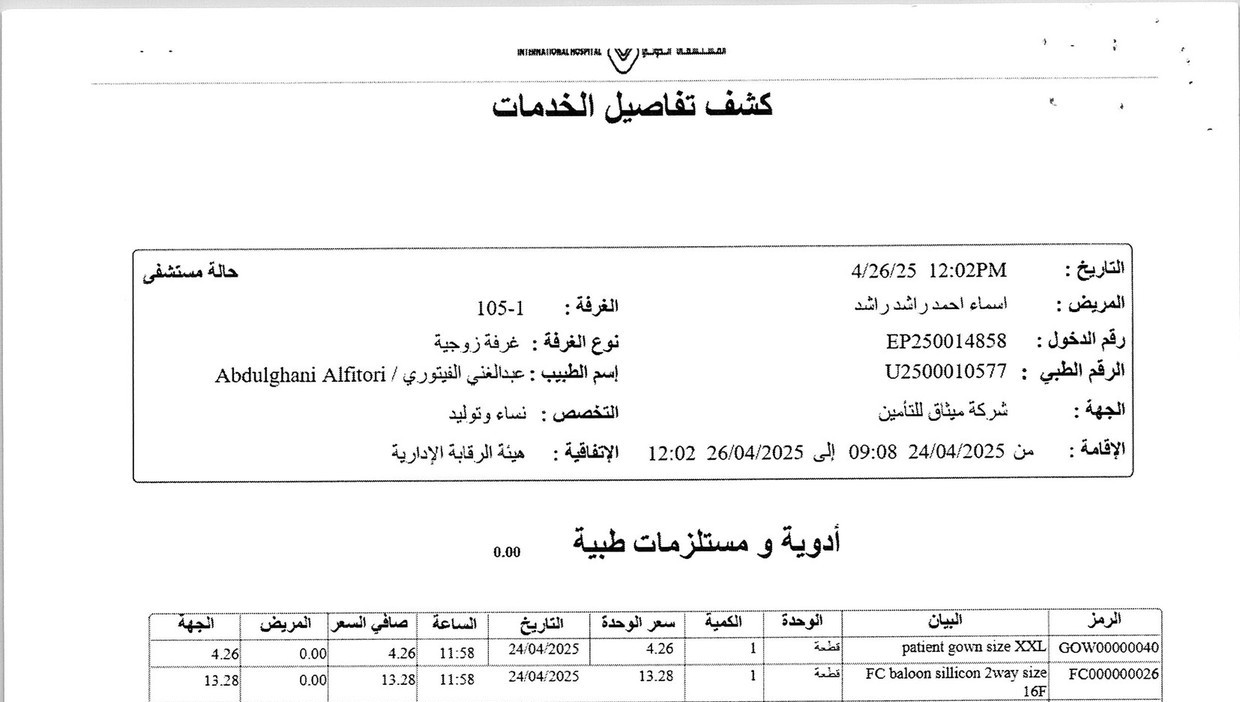 INTERNATIONAL HOSPITAL
كشف تفاصيل الخدمات
حالة مستشفى
التاريخ : 4/26/25 12:02PM
المريض : اسماء احمد راشد راشد الغرفة : 105-1
رقم الدخول : EP250014858 نوع الغرفة : غرفة زوجية
الرقم الطبي : U2500010577 إسم الطبيب : عبدالغني الفيتوري / Abdulghani Alfitori
الجهة : شركة ميثاق للتأمين التخصص : نساء وتوليد
الإقامة : من 24/04/2025 09:08 إلى 26/04/2025 12:02 الإتفاقية : هيئة الرقابة الإدارية
أدوية و مستلزمات طبية 0.00
الرمز البيان الوحدة الكمية سعر الوحدة التاريخ الساعة صافي السعر المريض الجهة
GOW00000040 patient gown size XXL قطعة 1 4.26 24/04/2025 11:58 4.26 0.00 4.26
FC000000026 FC baloon sillicon 2way size قطعة 1 13.28 24/04/2025 11:58 13.28 0.00 13.28
16F